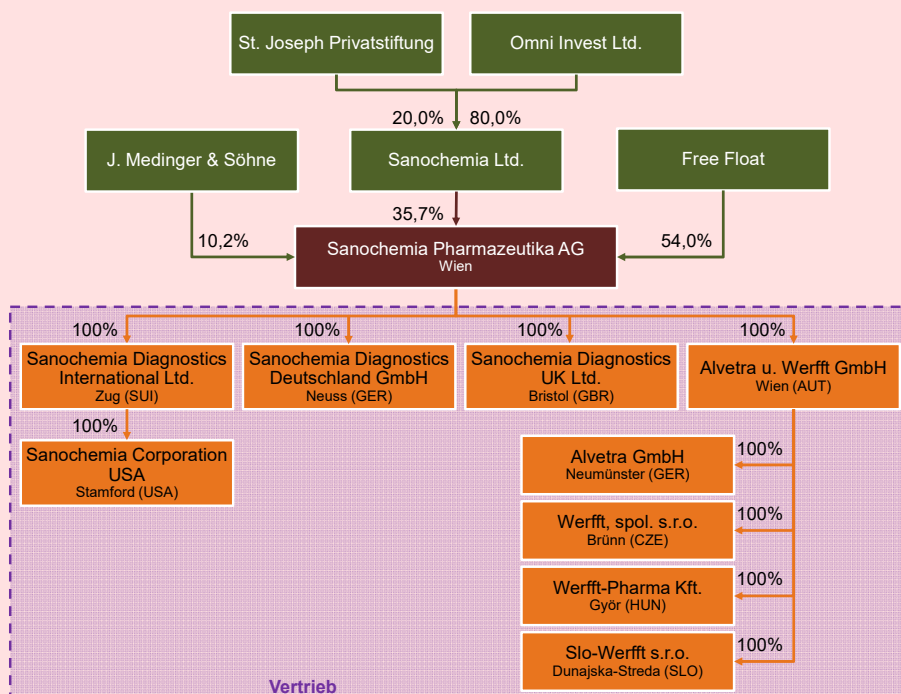 St. Joseph Privatstiftung
Omni Invest Ltd.
20,0%
80,0%
J. Medinger & Söhne
Sanochemia Ltd.
Free Float
35,7%
10,2%
54,0%
Sanochemia Pharmazeutika AG
Wien
100%
100%
100%
100%
Sanochemia Diagnostics
International Ltd.
Zug (SUI)
Sanochemia Diagnostics
Deutschland GmbH
Neuss (GER)
Sanochemia Diagnostics
UK Ltd.
Bristol (GBR)
Alvetra u. Werfft GmbH
Wien (AUT)
100%
Sanochemia Corporation
USA
Stamford (USA)
100%
Alvetra GmbH
Neumünster (GER)
100%
Werfft, spol. s.r.o.
Brünn (CZE)
100%
Werfft-Pharma Kft.
Györ (HUN)
100%
Slo-Werfft s.r.o.
Dunajska-Streda (SLO)
Vertrieb